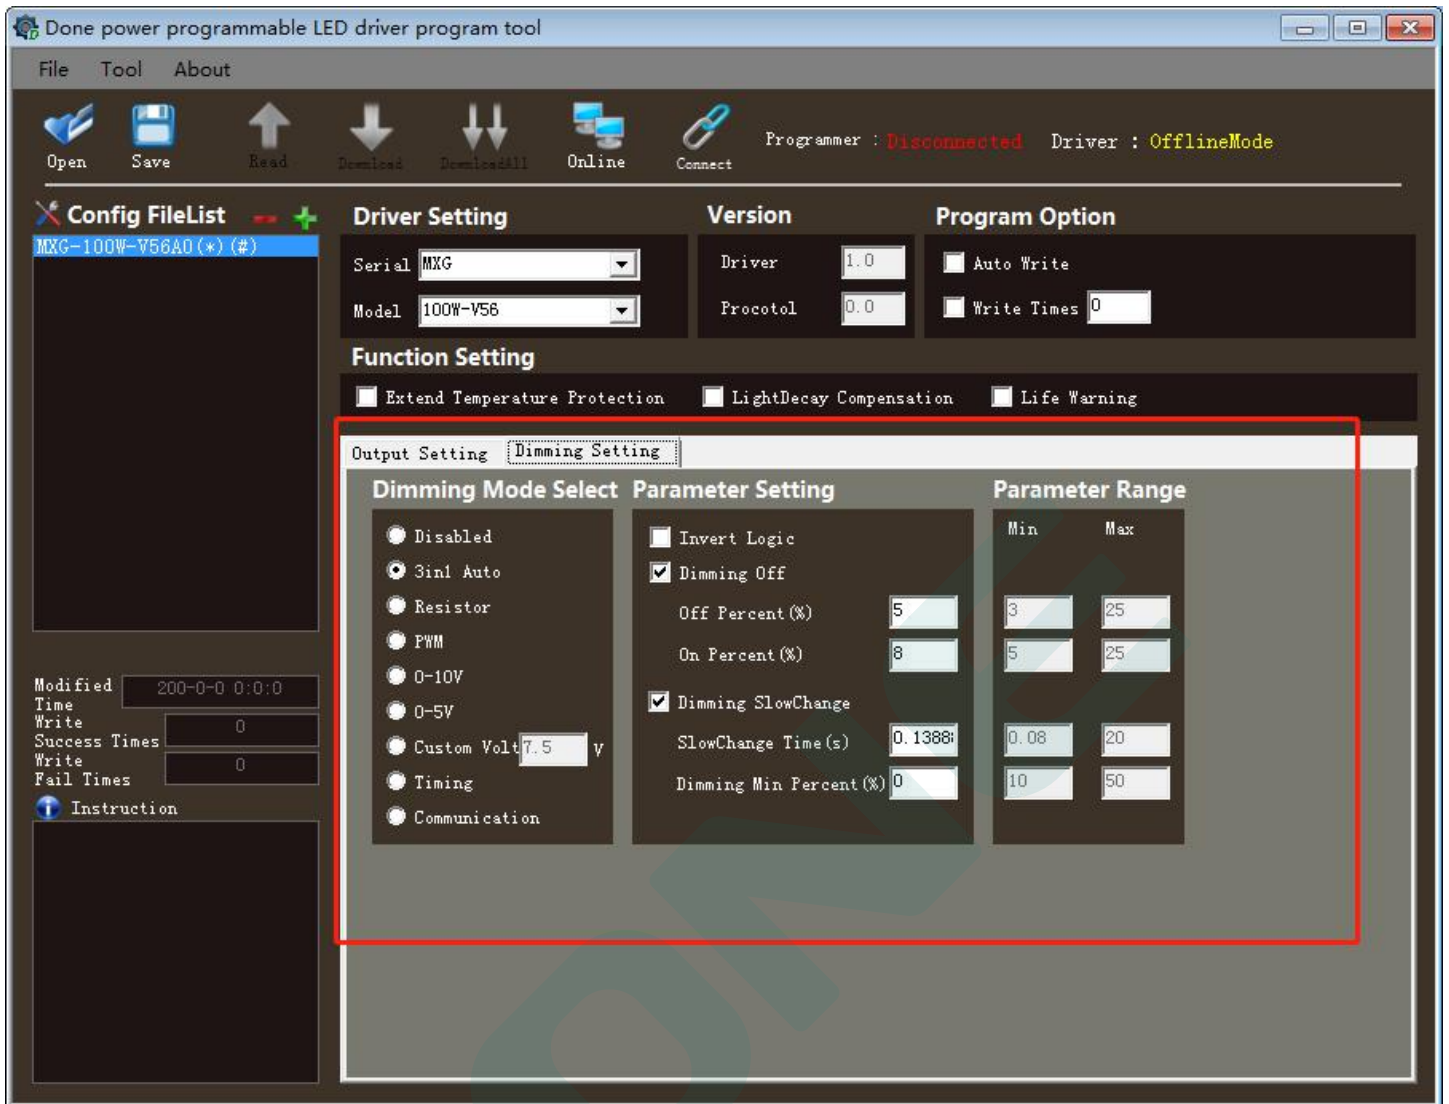 Done power programmable LED driver program tool
File Tool About
Open Save Read Download DownloadAll Online Connect Programmer : Disconnected Driver : OfflineMode
Config FileList
MXG-100W-V56A0(*)(#)
Modified Time 200-0-0 0:0:0
Write Success Times 0
Write Fail Times 0
Instruction
Driver Setting
Serial MXG
Model 100W-V56
Version
Driver 1.0
Procotol 0.0
Program Option
Auto Write
Write Times 0
Function Setting
Extend Temperature Protection LightDecay Compensation Life Warning
Output Setting Dimming Setting
Dimming Mode Select
Disabled
3in1 Auto
Resistor
PWM
0-10V
0-5V
Custom Volt 7.5 V
Timing
Communication
Parameter Setting Parameter Range
Invert Logic Min Max
Dimming Off
Off Percent(%) 5 3 25
On Percent(%) 8 5 25
Dimming SlowChange
SlowChange Time(s) 0.1388 0.08 20
Dimming Min Percent(%) 0 10 50